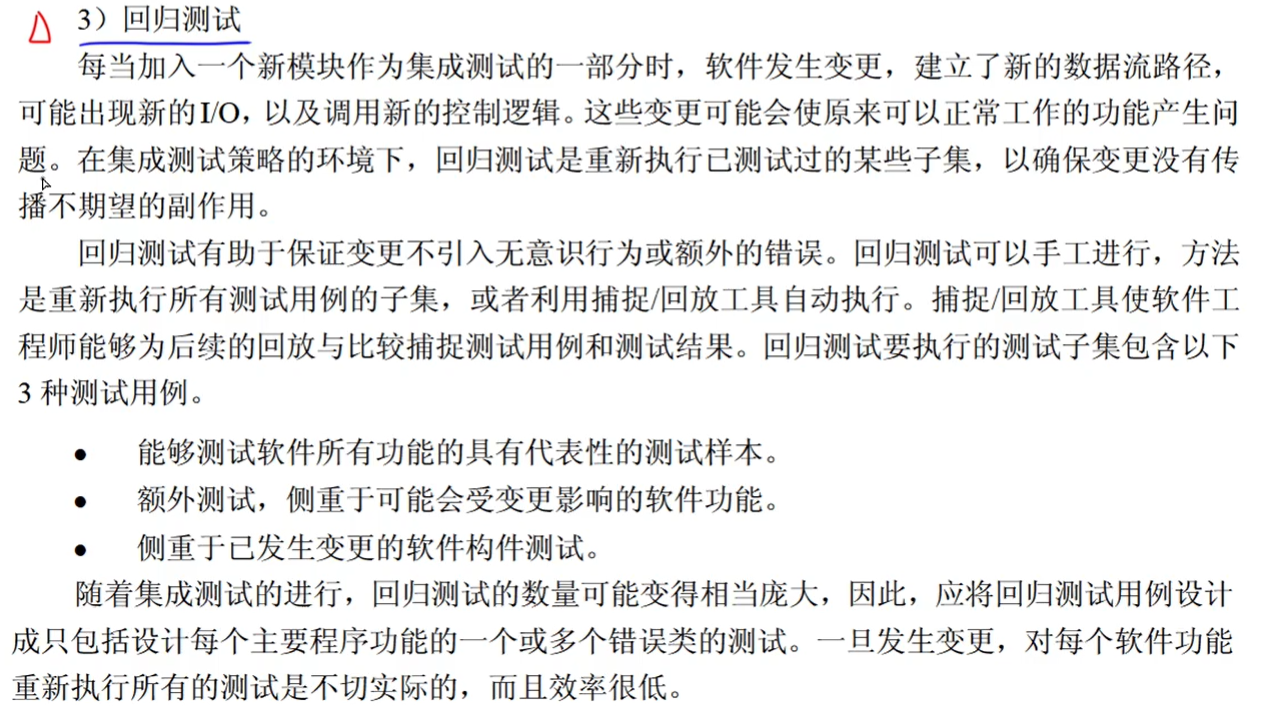 3）回归测试
每当加入一个新模块作为集成测试的一部分时，软件发生变更，建立了新的数据流路径，
可能出现新的I/O，以及调用新的控制逻辑。这些变更可能会使原来可以正常工作的功能产生问
题。在集成测试策略的环境下，回归测试是重新执行已测试过的某些子集，以确保变更没有传
播不期望的副作用。
回归测试有助于保证变更不引入无意识行为或额外的错误。回归测试可以手工进行，方法
是重新执行所有测试用例的子集，或者利用捕捉/回放工具自动执行。捕捉/回放工具使软件工
程师能够为后续的回放与比较捕捉测试用例和测试结果。回归测试要执行的测试子集包含以下
3 种测试用例。
● 能够测试软件所有功能的具有代表性的测试样本。
● 额外测试，侧重于可能会受变更影响的软件功能。
● 侧重于已发生变更的软件构件测试。
随着集成测试的进行，回归测试的数量可能变得相当庞大，因此，应将回归测试用例设计
成只包括设计每个主要程序功能的一个或多个错误类的测试。一旦发生变更，对每个软件功能
重新执行所有的测试是不切实际的，而且效率很低。